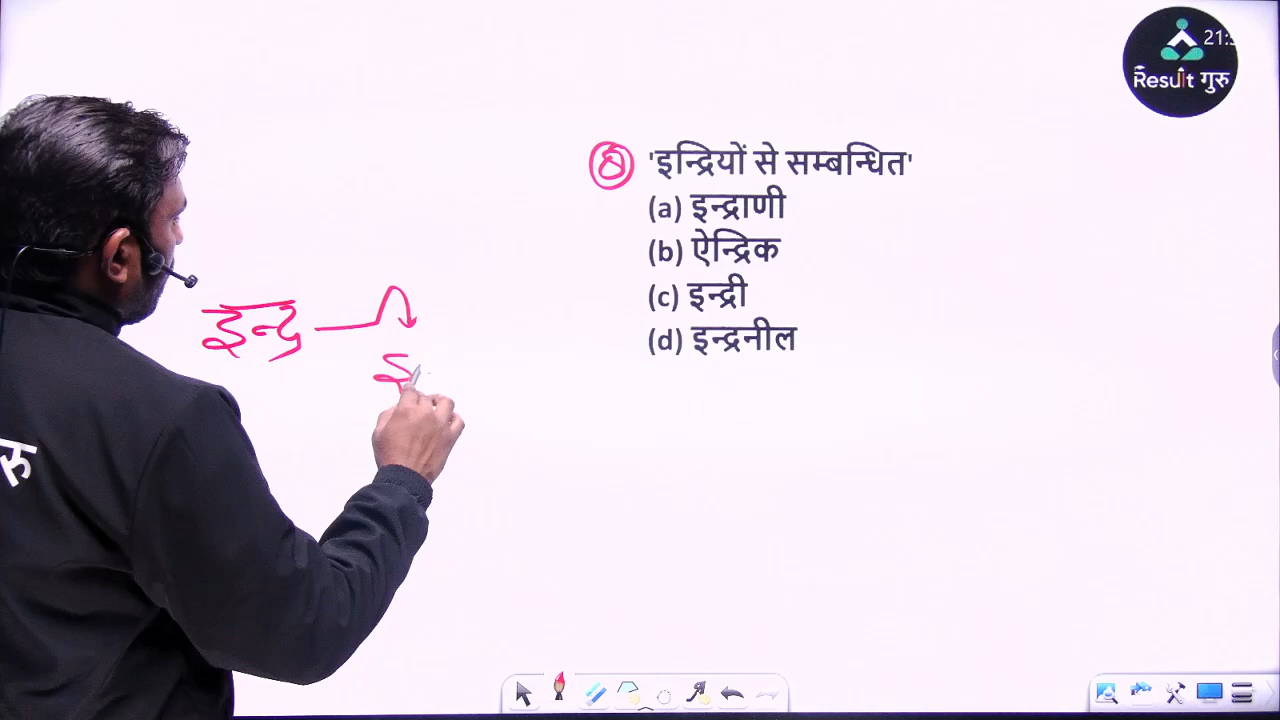 21:
Result गुरु
8 'इन्द्रियों से सम्बन्धित'
(a) इन्द्राणी
(b) ऐन्द्रिक
(c) इन्द्री
(d) इन्द्रनील
इन्द्र
इ
रु